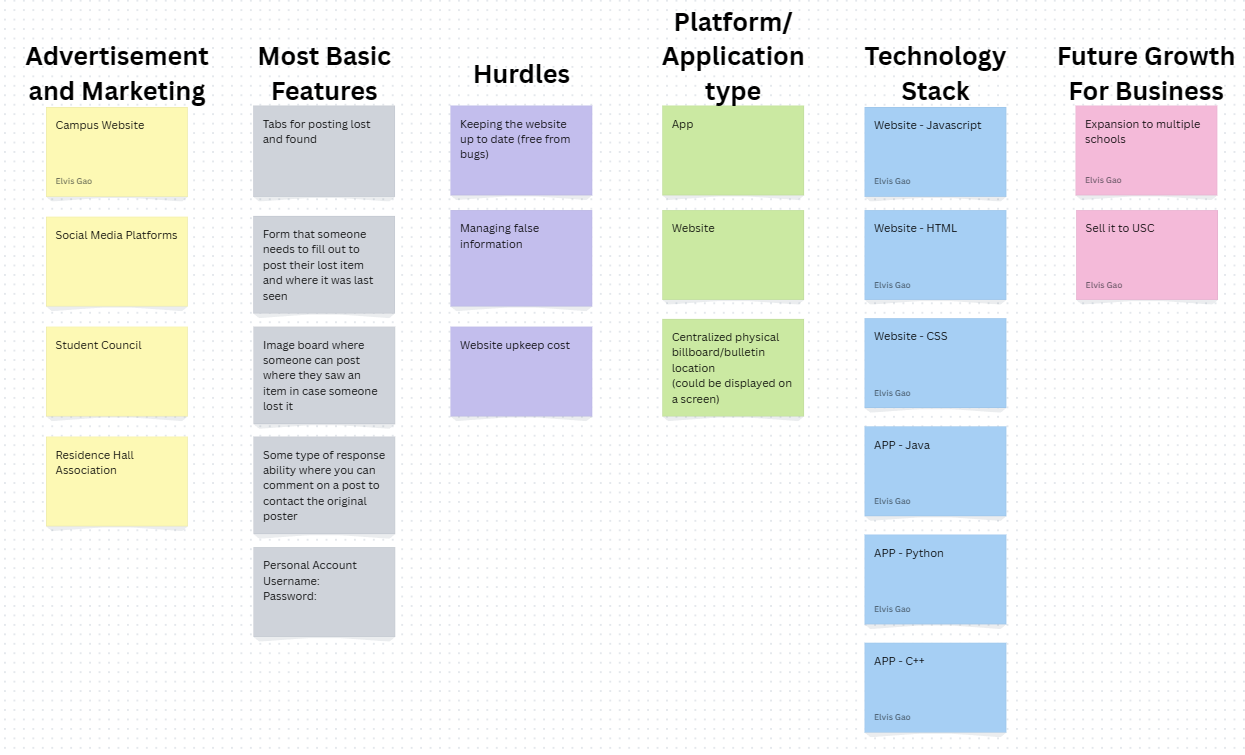 Advertisement
and Marketing
Campus Website
Elvis Gao
Social Media Platforms
Student Council
Residence Hall
Association
Most Basic
Features
Tabs for posting lost
and found
Form that someone
needs to fill out to
post their lost item
and where it was last
seen
Image board where
someone can post
where they saw an
item in case someone
lost it
Some type of response
ability where you can
comment on a post to
contact the original
poster
Personal Account
Username:
Password:
Hurdles
Keeping the website
up to date (free from
bugs)
Managing false
information
Website upkeep cost
Platform/
Application
type
App
Website
Centralized physical
billboard/bulletin
location
(could be displayed on
a screen)
Technology
Stack
Website - Javascript
Elvis Gao
Website - HTML
Elvis Gao
Website - CSS
Elvis Gao
APP - Java
Elvis Gao
APP - Python
Elvis Gao
APP - C++
Elvis Gao
Future Growth
For Business
Expansion to multiple
schools
Elvis Gao
Sell it to USC
Elvis Gao